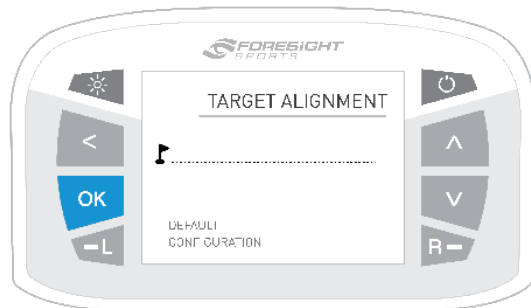 FORESIGHT
SPORTS
TARGET ALIGNMENT
<
OK
-L
R-
DEFAULT
CONFIGURATION